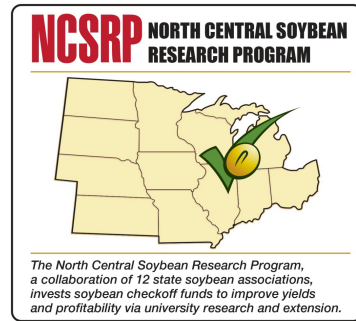 NCSRP NORTH CENTRAL SOYBEAN
RESEARCH PROGRAM
The North Central Soybean Research Program,
a collaboration of 12 state soybean associations,
invests soybean checkoff funds to improve yields
and profitability via university research and extension.